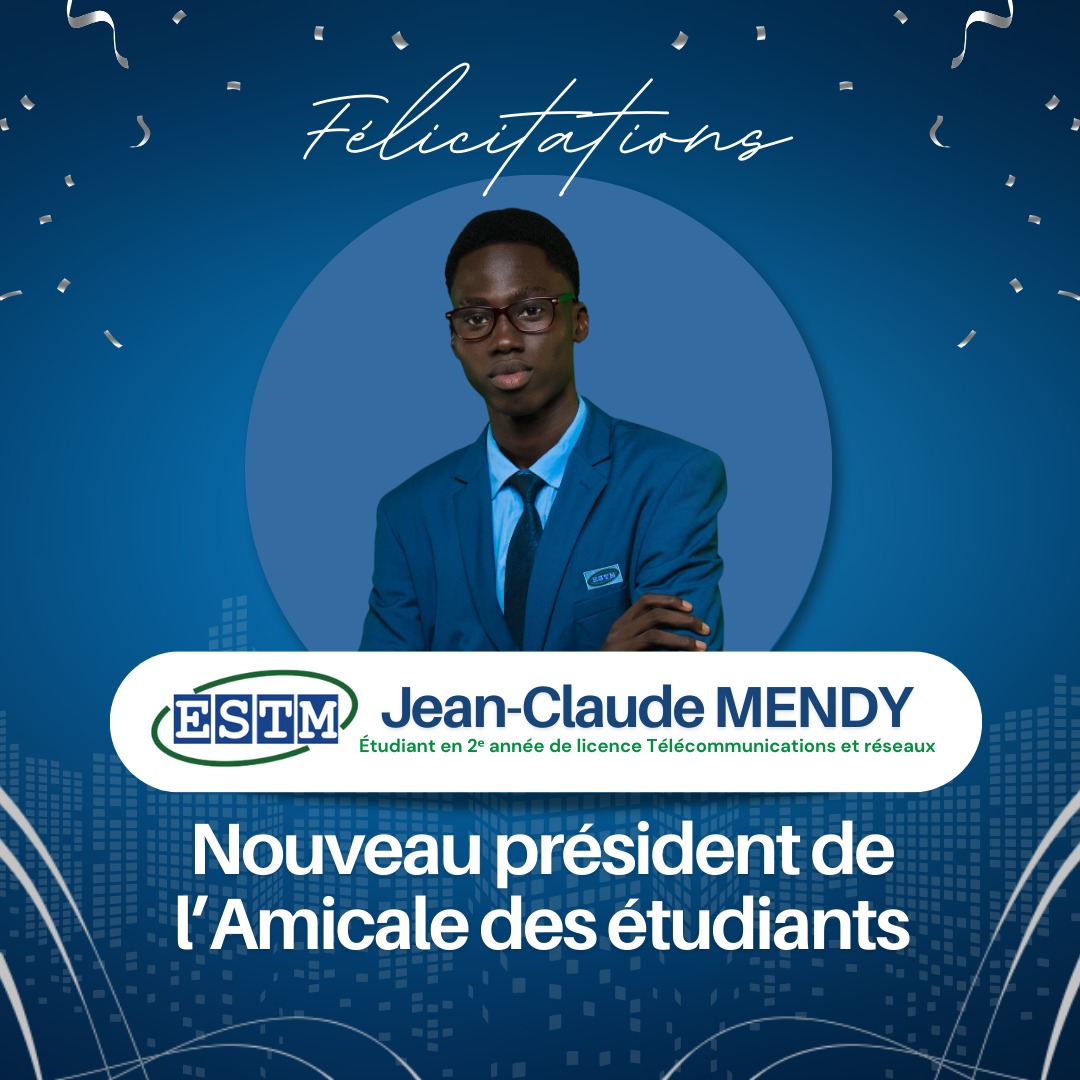 Félicitations
ESTM
ESTM
Jean-Claude MENDY
Étudiant en 2ᵉ année de licence Télécommunications et réseaux
Nouveau président de
l’Amicale des étudiants